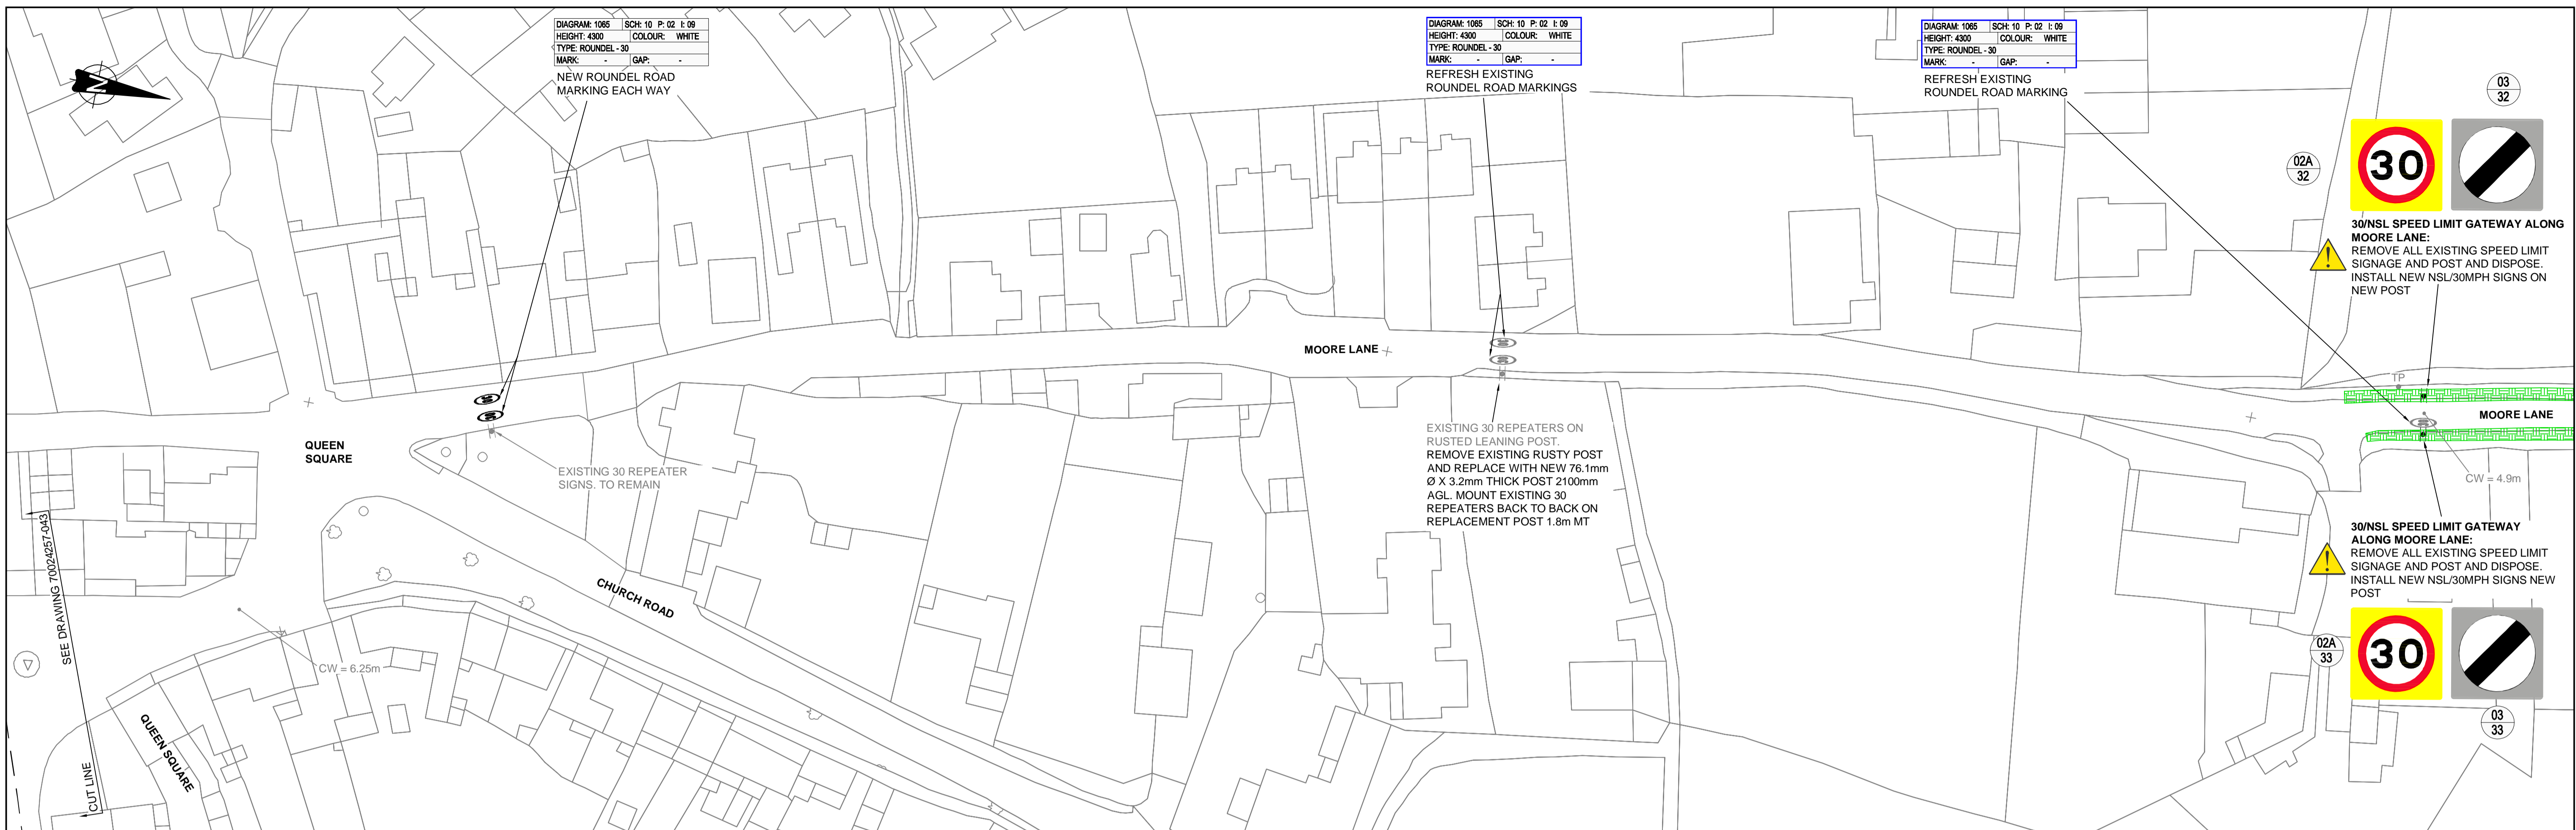 DIAGRAM: 1065 SCH: 10 P: 02 I: 09
HEIGHT: 4300 COLOUR: WHITE
TYPE: ROUNDEL - 30
MARK: - GAP: -
NEW ROUNDEL ROAD
MARKING EACH WAY
DIAGRAM: 1065 SCH: 10 P: 02 I: 09
HEIGHT: 4300 COLOUR: WHITE
TYPE: ROUNDEL - 30
MARK: - GAP: -
REFRESH EXISTING
ROUNDEL ROAD MARKINGS
DIAGRAM: 1065 SCH: 10 P: 02 I: 09
HEIGHT: 4300 COLOUR: WHITE
TYPE: ROUNDEL - 30
MARK: - GAP: -
REFRESH EXISTING
ROUNDEL ROAD MARKING
N
03
32
02A
32
30
30/NSL SPEED LIMIT GATEWAY ALONG
MOORE LANE:
REMOVE ALL EXISTING SPEED LIMIT
SIGNAGE AND POST AND DISPOSE.
INSTALL NEW NSL/30MPH SIGNS ON
NEW POST
MOORE LANE
TP
MOORE LANE
30
30
30
30
30
QUEEN
SQUARE
EXISTING 30 REPEATER
SIGNS. TO REMAIN
EXISTING 30 REPEATERS ON
RUSTED LEANING POST.
REMOVE EXISTING RUSTY POST
AND REPLACE WITH NEW 76.1mm
Ø X 3.2mm THICK POST 2100mm
AGL. MOUNT EXISTING 30
REPEATERS BACK TO BACK ON
REPLACEMENT POST 1.8m MT
CW = 4.9m
30/NSL SPEED LIMIT GATEWAY
ALONG MOORE LANE:
REMOVE ALL EXISTING SPEED LIMIT
SIGNAGE AND POST AND DISPOSE.
INSTALL NEW NSL/30MPH SIGNS NEW
POST
02A
33
30
03
33
SEE DRAWING 70024257-043
CHURCH ROAD
CW = 6.25m
QUEEN SQUARE
CUT LINE